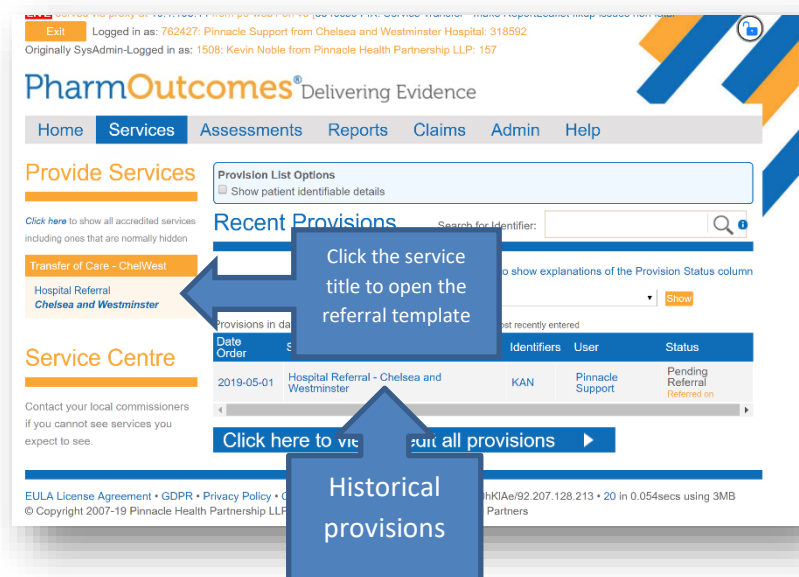 Exit Logged in as: 762427: Pinnacle Support from Chelsea and Westminster Hospital: 318592
Originally SysAdmin-Logged in as: 1508: Kevin Noble from Pinnacle Health Partnership LLP: 157
PharmOutcomes® Delivering Evidence
Home Services Assessments Reports Claims Admin Help
Provide Services
Click here to show all accredited services
including ones that are normally hidden
Transfer of Care - ChelWest
Hospital Referral
Chelsea and Westminster
Service Centre
Contact your local commissioners
if you cannot see services you
expect to see.
Provision List Options
Show patient identifiable details
Recent Provisions Search for Identifier:
Click the service
title to open the
referral template
to show explanations of the Provision Status column
Show
Provisions in most recently entered
Date
Order Identifiers User Status
2019-05-01 Hospital Referral - Chelsea and
Westminster KAN Pinnacle
Support Pending
Referral
Referred on
Click here to edit all provisions
Historical
provisions
EULA License Agreement • GDPR • Privacy Policy • /92.207.128.213 • 20 in 0.054secs using 3MB
© Copyright 2007-19 Pinnacle Health Partnership LLP Partners